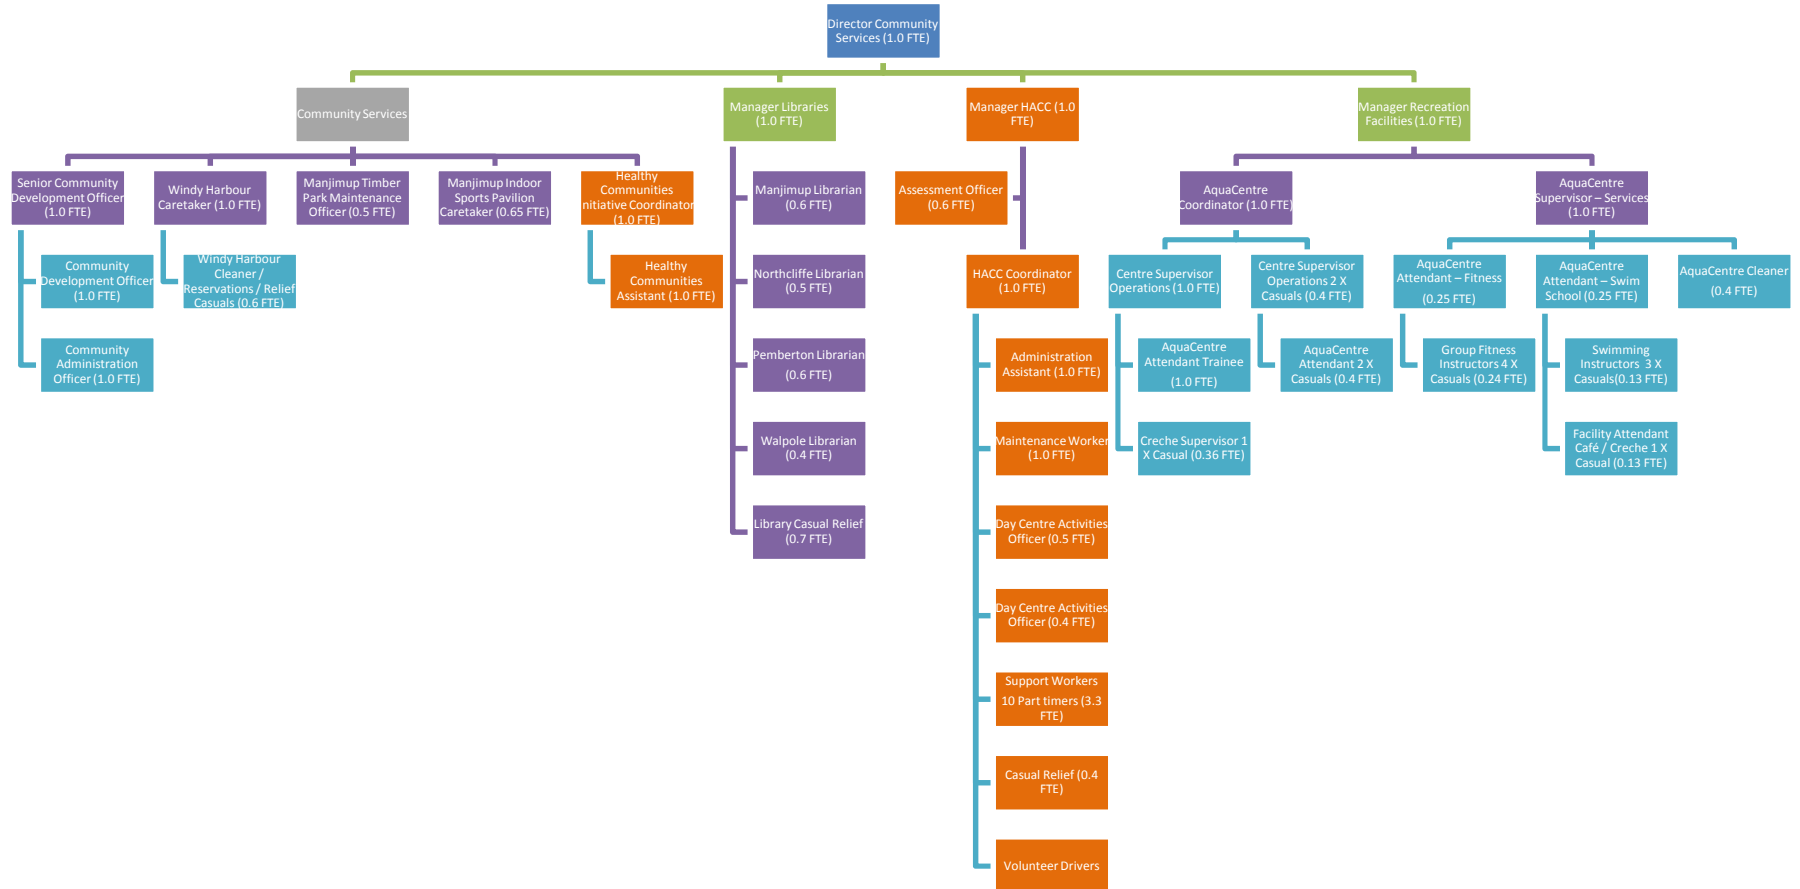 Director Community
Services (1.0 FTE)
Community Services
Manager Libraries
(1.0 FTE)
Manager HACC (1.0
FTE)
Manager Recreation
Facilities (1.0 FTE)
Senior Community
Development Officer
(1.0 FTE)
Windy Harbour
Caretaker (1.0 FTE)
Manjimup Timber
Park Maintenance
Officer (0.5 FTE)
Manjimup Indoor
Sports Pavilion
Caretaker (0.65 FTE)
Healthy
Communities
Initiative Coordinator
(1.0 FTE)
Manjimup Librarian
(0.6 FTE)
Assessment Officer
(0.6 FTE)
AquaCentre
Coordinator (1.0 FTE)
AquaCentre
Supervisor – Services
(1.0 FTE)
Community
Development Officer
(1.0 FTE)
Windy Harbour
Cleaner /
Reservations / Relief
Casuals (0.6 FTE)
Healthy
Communities
Assistant (1.0 FTE)
Northcliffe Librarian
(0.5 FTE)
HACC Coordinator
(1.0 FTE)
Centre Supervisor
Operations (1.0 FTE)
Centre Supervisor
Operations 2 X
Casuals (0.4 FTE)
AquaCentre
Attendant – Fitness
(0.25 FTE)
AquaCentre
Attendant – Swim
School (0.25 FTE)
AquaCentre Cleaner
(0.4 FTE)
Community
Administration
Officer (1.0 FTE)
Pemberton Librarian
(0.6 FTE)
Administration
Assistant (1.0 FTE)
AquaCentre
Attendant Trainee
(1.0 FTE)
AquaCentre
Attendant 2 X
Casuals (0.4 FTE)
Group Fitness
Instructors 4 X
Casuals (0.24 FTE)
Swimming
Instructors 3 X
Casuals(0.13 FTE)
Walpole Librarian
(0.4 FTE)
Maintenance Worker
(1.0 FTE)
Creche Supervisor 1
X Casual (0.36 FTE)
Facility Attendant
Café / Creche 1 X
Casual (0.13 FTE)
Library Casual Relief
(0.7 FTE)
Day Centre Activities
Officer (0.5 FTE)
Day Centre Activities
Officer (0.4 FTE)
Support Workers
10 Part timers (3.3
FTE)
Casual Relief (0.4
FTE)
Volunteer Drivers